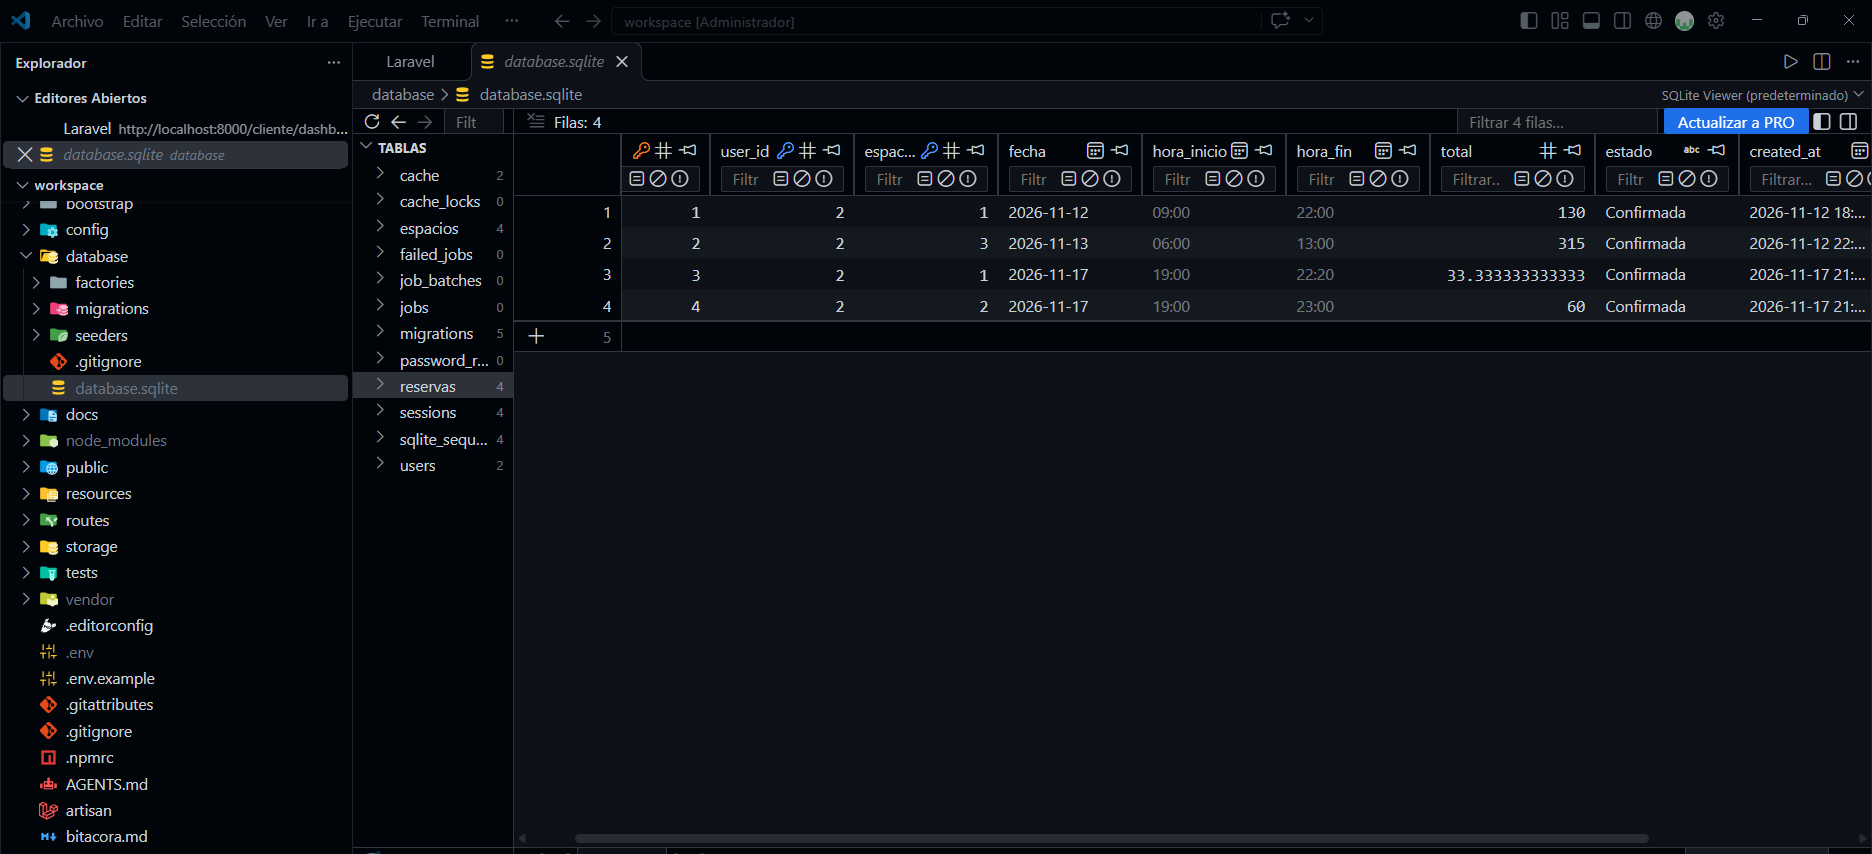 Archivo Editar Selección Ver Ir a Ejecutar Terminal ··· workspace [Administrador]
Explorador ···
Editores Abiertos
Laravel http://localhost:8000/cliente/dashb...
database.sqlite database
workspace
bootstrap
config
database
factories
migrations
seeders
.gitignore
database.sqlite
docs
node_modules
public
resources
routes
storage
tests
vendor
.editorconfig
.env
.env.example
.gitattributes
.gitignore
.npmrc
AGENTS.md
artisan
bitacora.md
Laravel database.sqlite
database > database.sqlite
SQLite Viewer (predeterminado)
Filt
Filas: 4
Filtrar 4 filas...
Actualizar a PRO
TABLAS
cache 2
cache_locks 0
espacios 4
failed_jobs 0
job_batches 0
jobs 0
migrations 5
password_r... 0
reservas 4
sessions 4
sqlite_sequ... 4
users 2
user_id espac... fecha hora_inicio hora_fin total estado abc created_at
Filtr Filtr Filtr Filtr Filtr Filtrar.. Filtr Filtrar...
1 1 2 1 2026-11-12 09:00 22:00 130 Confirmada 2026-11-12 18:...
2 2 2 3 2026-11-13 06:00 13:00 315 Confirmada 2026-11-12 22:...
3 3 2 1 2026-11-17 19:00 22:20 33.333333333333 Confirmada 2026-11-17 21:...
4 4 2 2 2026-11-17 19:00 23:00 60 Confirmada 2026-11-17 21:...
5